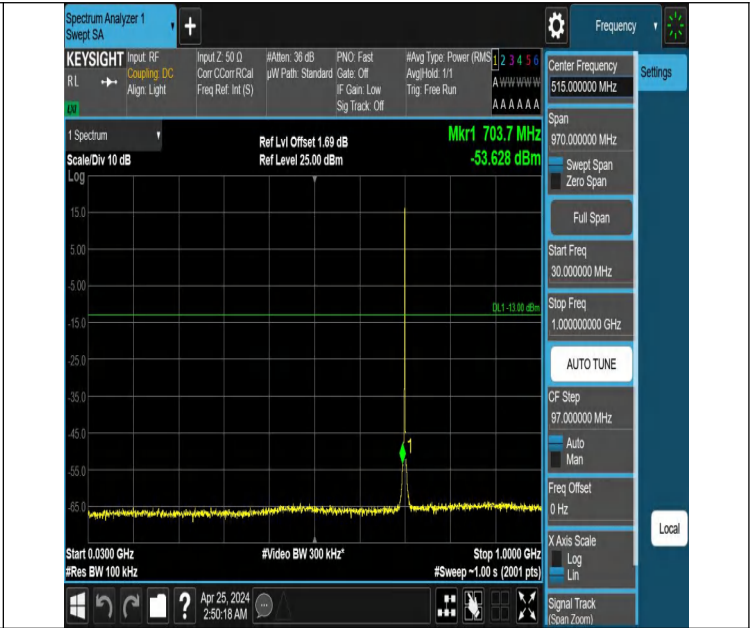 Spectrum Analyzer 1
Swept SA
+
Frequency
KEYSIGHT
RL
LXI
Input: RF
Coupling: DC
Align: Light
Input Z: 50 Ω
Corr CCorr RCal
Freq Ref: Int (S)
#Atten: 36 dB
µW Path: Standard
PNO: Fast
Gate: Off
IF Gain: Low
Sig Track: Off
#Avg Type: Power (RMS
Avg|Hold: 1/1
Trig: Free Run
1 2 3 4 5 6
A W W W W W
A A A A A A
1 Spectrum
Scale/Div 10 dB
Log
Ref Lvl Offset 1.69 dB
Ref Level 25.00 dBm
Mkr1 703.7 MHz
-53.628 dBm
15.0
5.00
-5.00
DL1 -13.00 dBm
-15.0
-25.0
-35.0
-45.0
1
-55.0
-65.0
Start 0.0300 GHz
#Video BW 300 kHz*
Stop 1.0000 GHz
#Res BW 100 kHz
#Sweep ~1.00 s (2001 pts)
?
Apr 25, 2024
2:50:18 AM
Center Frequency
515.000000 MHz
Settings
Span
970.000000 MHz
Swept Span
Zero Span
Full Span
Start Freq
30.000000 MHz
Stop Freq
1.000000000 GHz
AUTO TUNE
CF Step
97.000000 MHz
Auto
Man
Freq Offset
0 Hz
Local
X Axis Scale
Log
Lin
Signal Track
(Span Zoom)